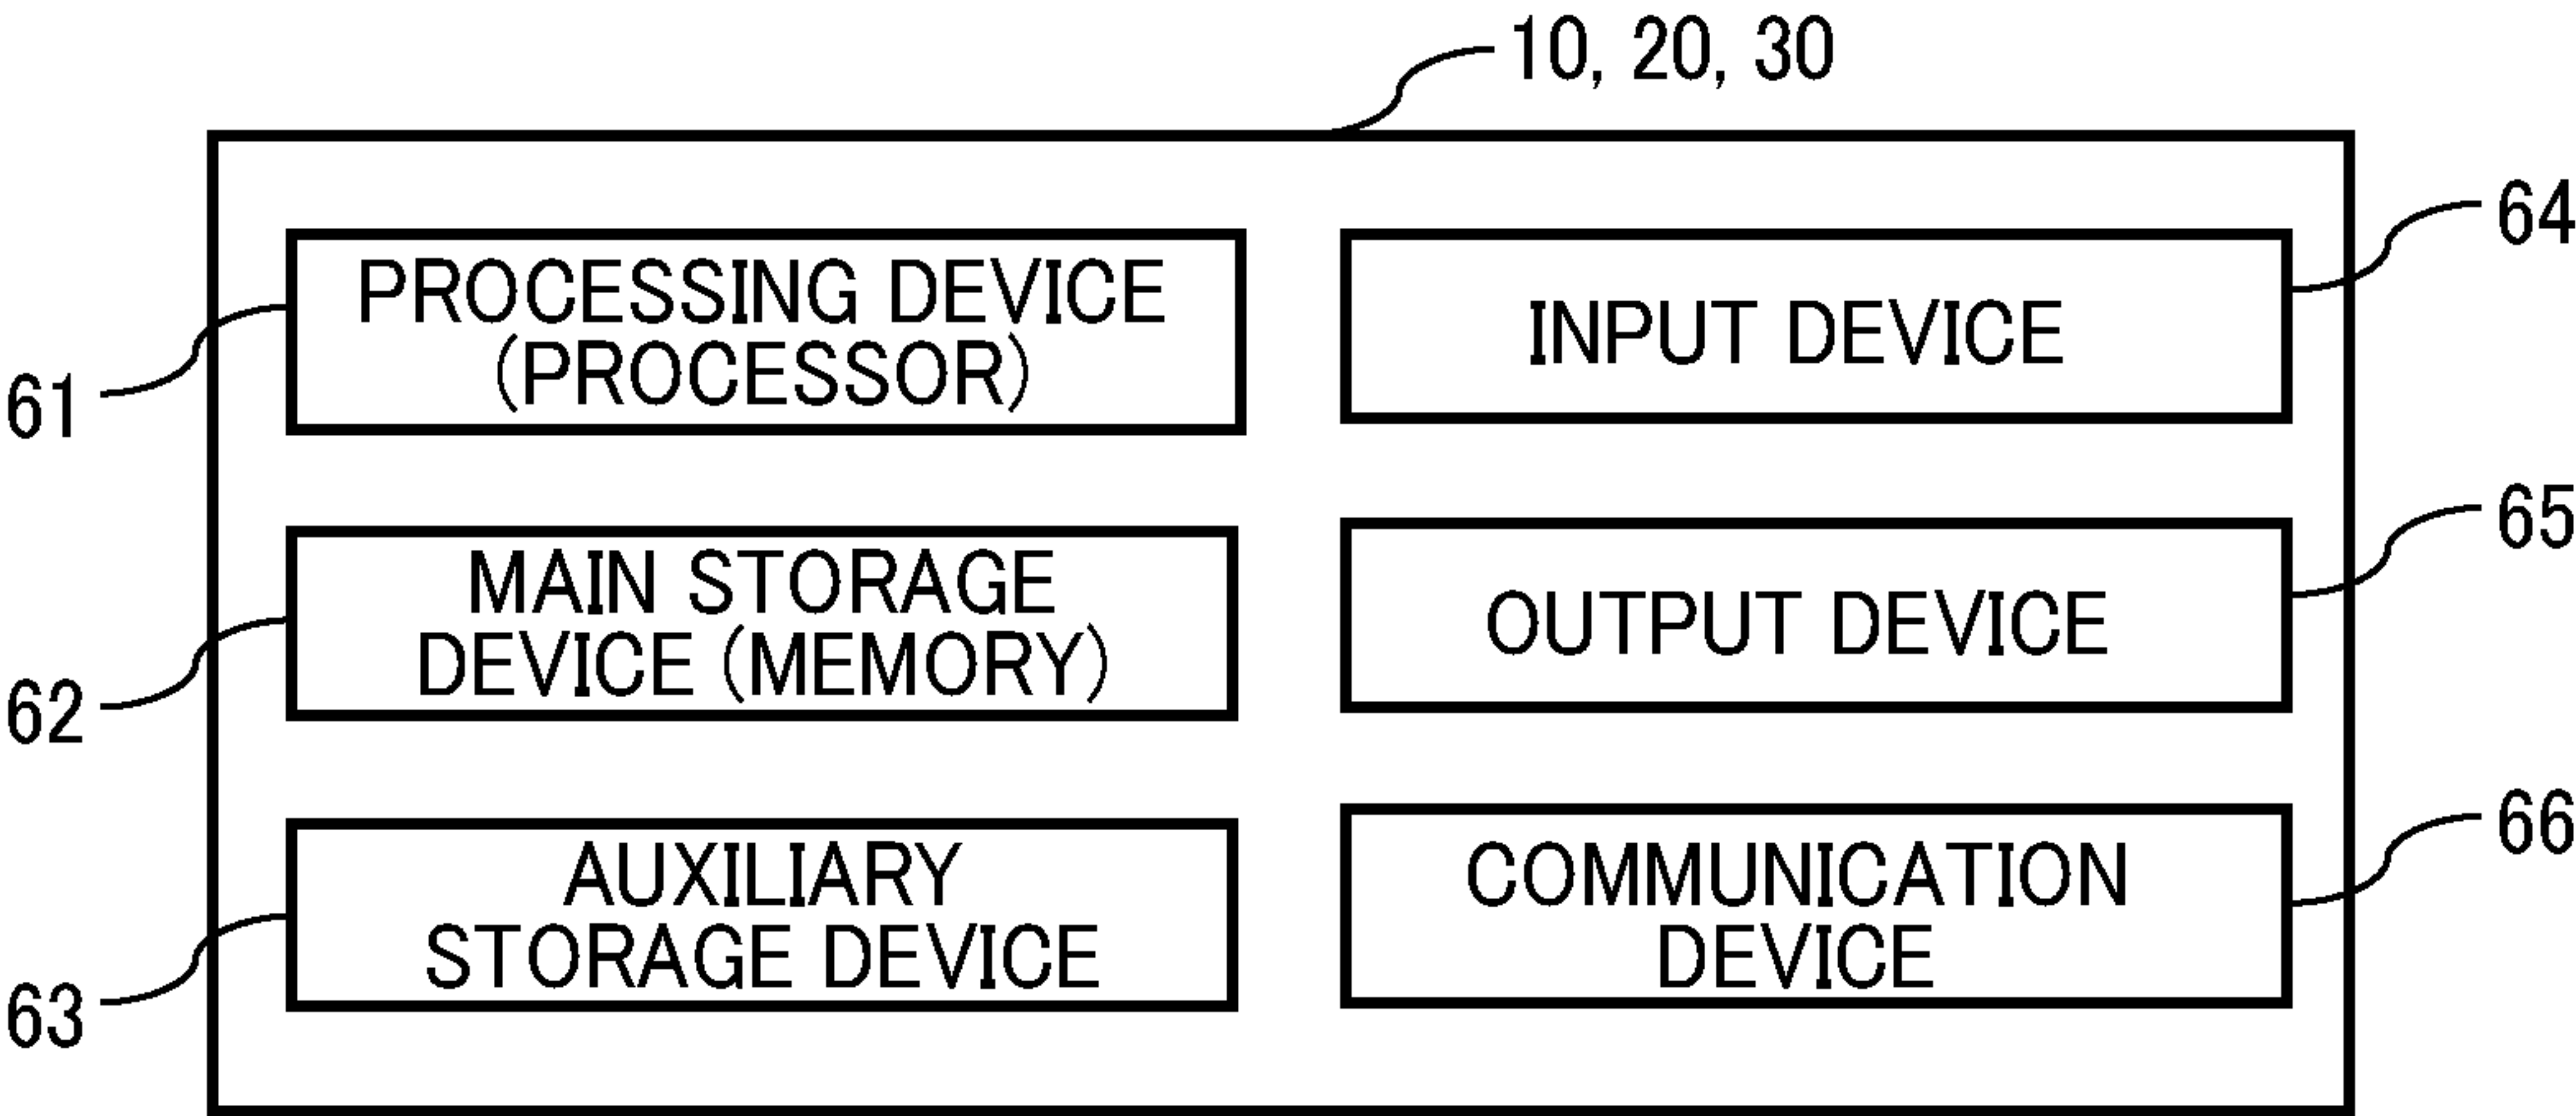 10, 20, 30
PROCESSING DEVICE
(PROCESSOR)
61
INPUT DEVICE
64
MAIN STORAGE
DEVICE (MEMORY)
62
OUTPUT DEVICE
65
AUXILIARY
STORAGE DEVICE
63
COMMUNICATION
DEVICE
66